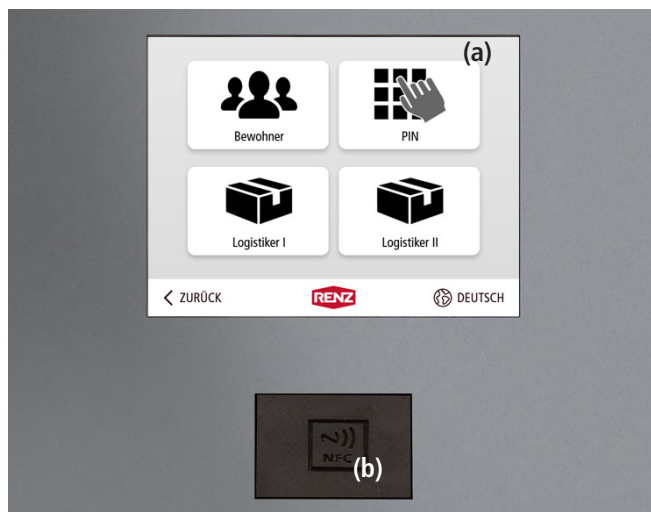 (a)
Bewohner
PIN
Logistiker I
Logistiker II
ZURÜCK
RENZ
DEUTSCH
NFC
(b)